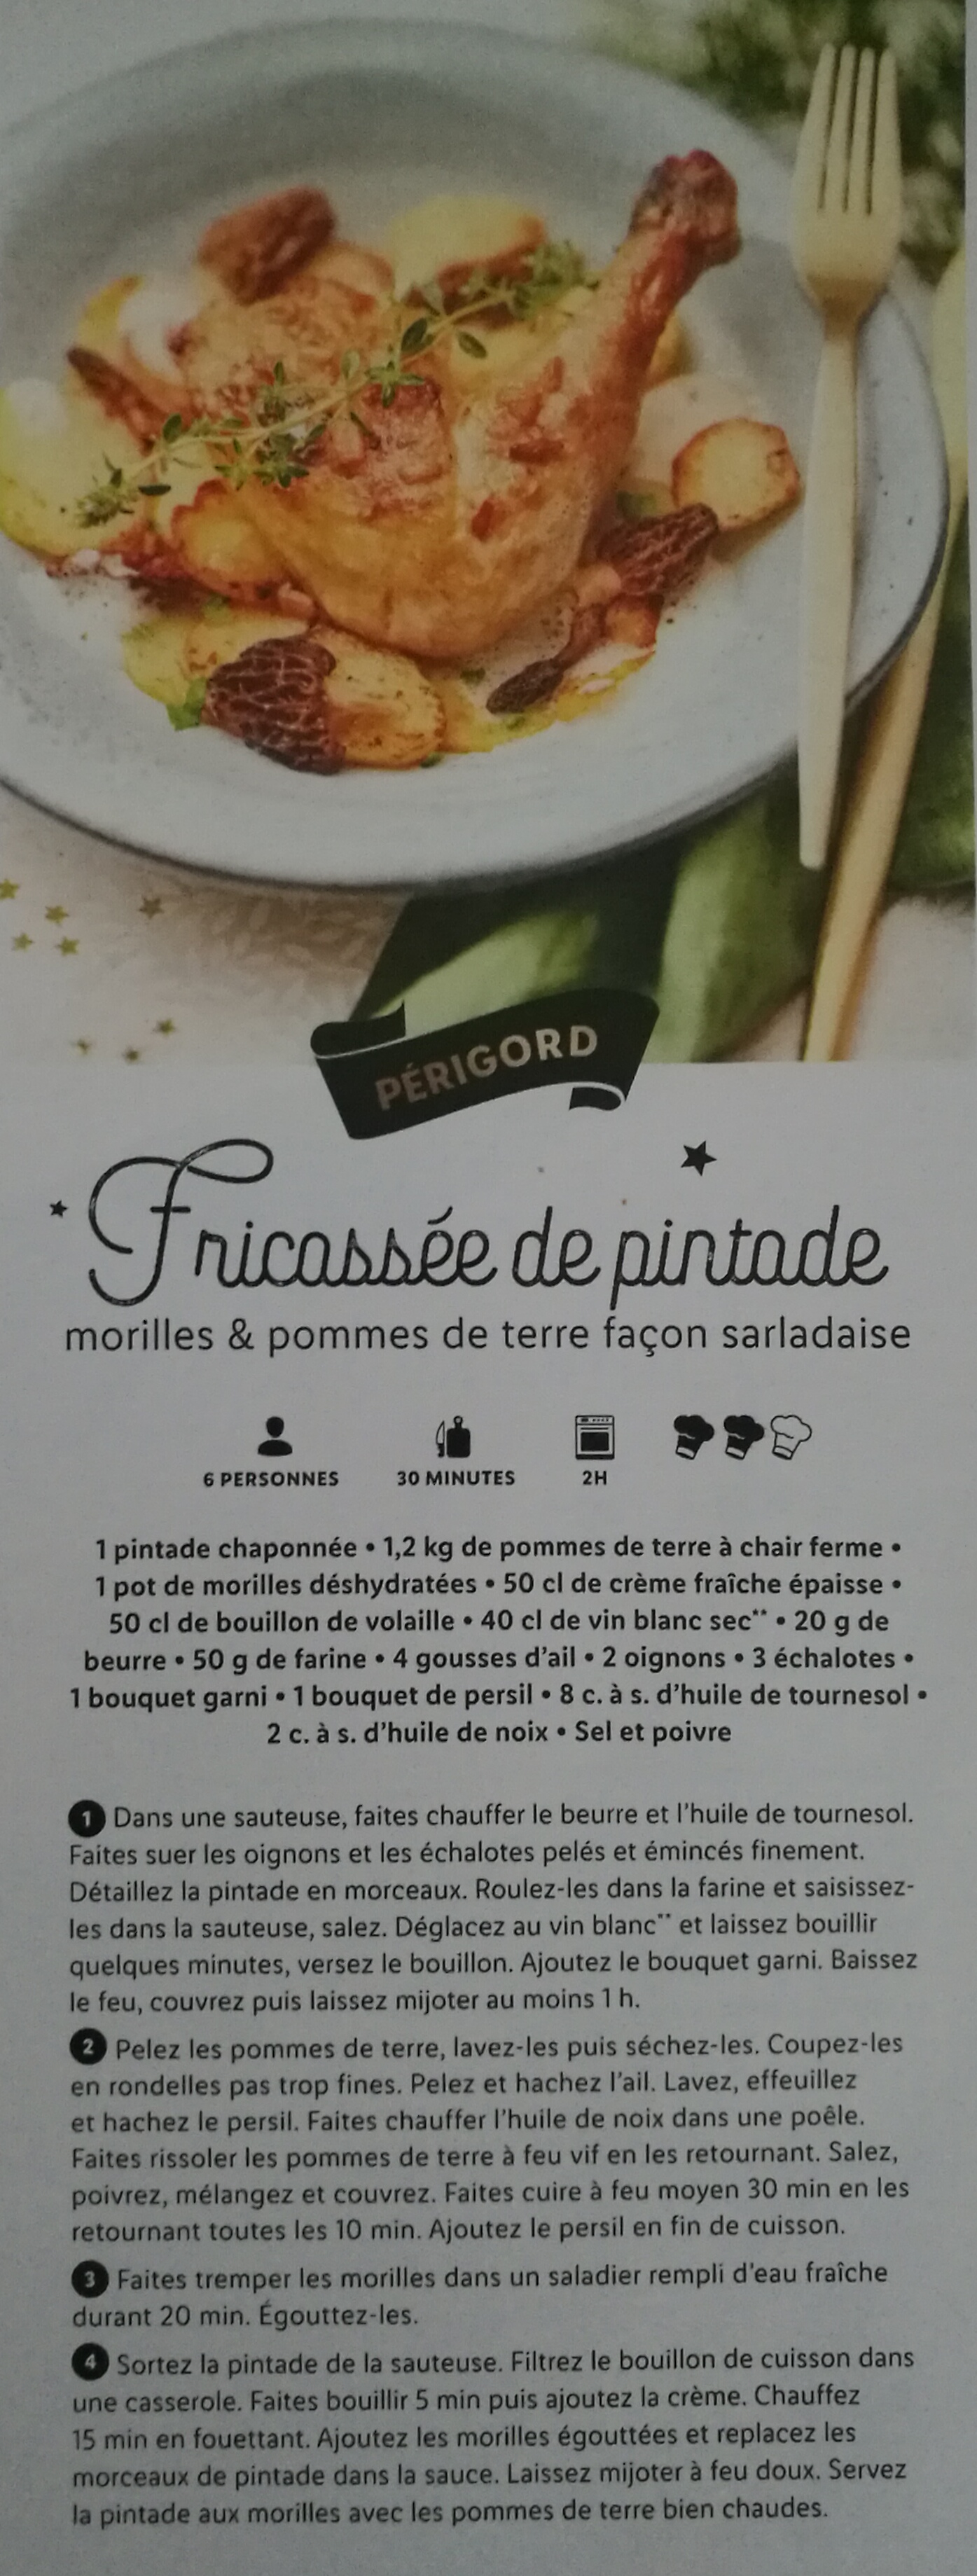 PÉRIGORD
Fricassée de pintade
morilles & pommes de terre façon sarladaise
6 PERSONNES 30 MINUTES 2H
1 pintade chaponnée • 1,2 kg de pommes de terre à chair ferme •
1 pot de morilles déshydratées • 50 cl de crème fraîche épaisse •
50 cl de bouillon de volaille • 40 cl de vin blanc sec** • 20 g de
beurre • 50 g de farine • 4 gousses d'ail • 2 oignons • 3 échalotes •
1 bouquet garni • 1 bouquet de persil • 8 c. à s. d'huile de tournesol •
2 c. à s. d'huile de noix • Sel et poivre
1 Dans une sauteuse, faites chauffer le beurre et l'huile de tournesol.
Faites suer les oignons et les échalotes pelés et émincés finement.
Détaillez la pintade en morceaux. Roulez-les dans la farine et saisissez-
les dans la sauteuse, salez. Déglacez au vin blanc** et laissez bouillir
quelques minutes, versez le bouillon. Ajoutez le bouquet garni. Baissez
le feu, couvrez puis laissez mijoter au moins 1 h.
2 Pelez les pommes de terre, lavez-les puis séchez-les. Coupez-les
en rondelles pas trop fines. Pelez et hachez l'ail. Lavez, effeuillez
et hachez le persil. Faites chauffer l'huile de noix dans une poêle.
Faites rissoler les pommes de terre à feu vif en les retournant. Salez,
poivrez, mélangez et couvrez. Faites cuire à feu moyen 30 min en les
retournant toutes les 10 min. Ajoutez le persil en fin de cuisson.
3 Faites tremper les morilles dans un saladier rempli d'eau fraîche
durant 20 min. Égouttez-les.
4 Sortez la pintade de la sauteuse. Filtrez le bouillon de cuisson dans
une casserole. Faites bouillir 5 min puis ajoutez la crème. Chauffez
15 min en fouettant. Ajoutez les morilles égouttées et replacez les
morceaux de pintade dans la sauce. Laissez mijoter à feu doux. Servez
la pintade aux morilles avec les pommes de terre bien chaudes.